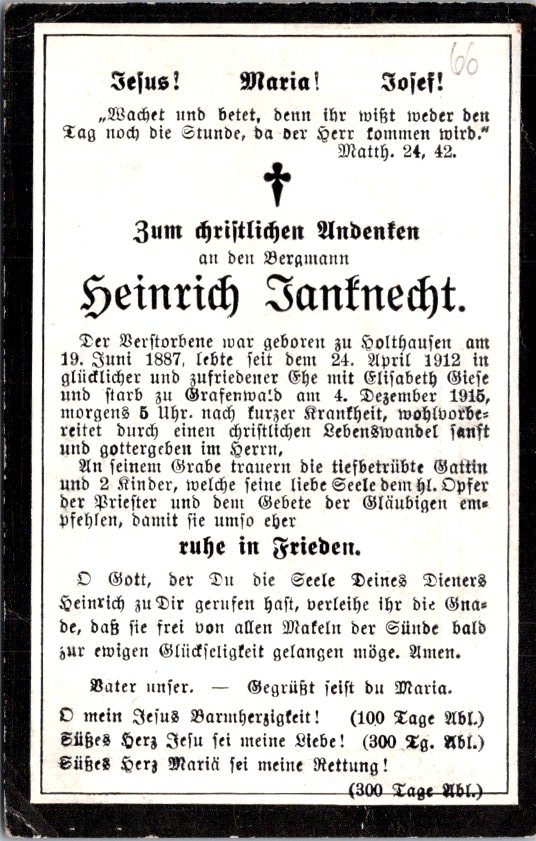 66
Jesus! Maria! Josef!
„Wachet und betet, denn ihr wißt weder den
Tag noch die Stunde, da der Herr kommen wird.“
Matth. 24, 42.
Zum christlichen Andenken
an den Bergmann
Heinrich Janknecht.
Der Verstorbene war geboren zu Holthausen am
19. Juni 1887, lebte seit dem 24. April 1912 in
glücklicher und zufriedener Ehe mit Elisabeth Giese
und starb zu Grafenwald am 4. Dezember 1915,
morgens 5 Uhr. nach kurzer Krankheit, wohlvorbe-
reitet durch einen christlichen Lebenswandel sanft
und gottergeben im Herrn,
An seinem Grabe trauern die tiefbetrübte Gattin
und 2 Kinder, welche seine liebe Seele dem hl. Opfer
der Priester und dem Gebete der Gläubigen em-
pfehlen, damit sie umso eher
ruhe in Frieden.
O Gott, der Du die Seele Deines Dieners
Heinrich zu Dir gerufen hast, verleihe ihr die Gna-
de, daß sie frei von allen Makeln der Sünde bald
zur ewigen Glückseligkeit gelangen möge. Amen.
Vater unser. — Gegrüßt seist du Maria.
O mein Jesus Barmherzigkeit! (100 Tage Abl.)
Süßes Herz Jesu sei meine Liebe! (300 Tg. Abl.)
Süßes Herz Mariä sei meine Rettung!
(300 Tage Abl.)